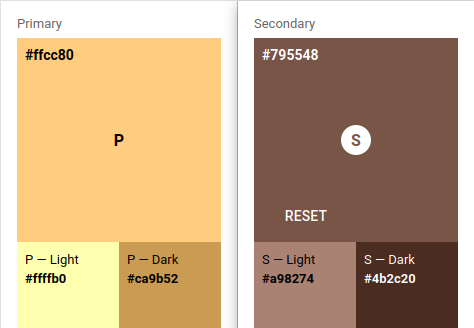 Primary
#ffcc80
P
P — Light
#ffffb0
P — Dark
#ca9b52
Secondary
#795548
S
RESET
S — Light
#a98274
S — Dark
#4b2c20